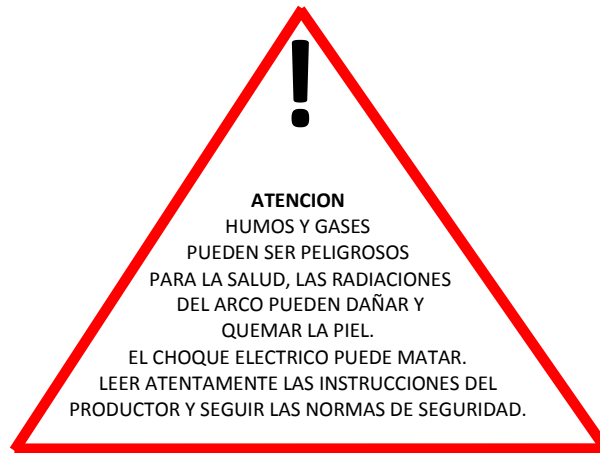 !
ATENCION
HUMOS Y GASES
PUEDEN SER PELIGROSOS
PARA LA SALUD, LAS RADIACIONES
DEL ARCO PUEDEN DAÑAR Y
QUEMAR LA PIEL.
EL CHOQUE ELECTRICO PUEDE MATAR.
LEER ATENTAMENTE LAS INSTRUCCIONES DEL
PRODUCTOR Y SEGUIR LAS NORMAS DE SEGURIDAD.